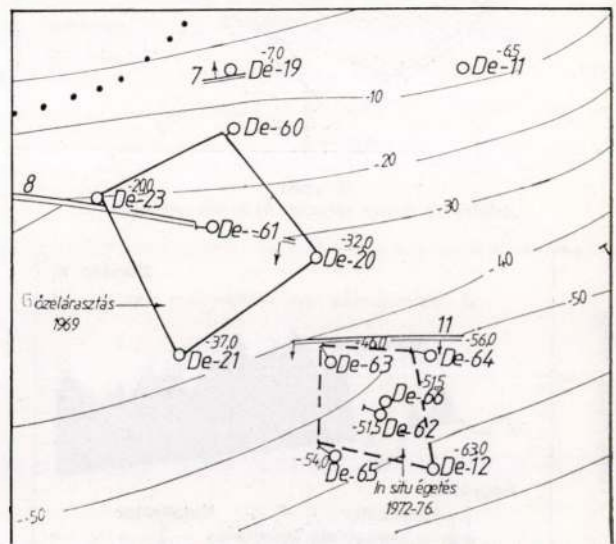 -7,0
7
De-19
-6,5
De-11
-10
De-60
-20
8
-20,0
De-23
De-61
-30
-32,0
De-20
-40
Gőzelárasztás
1969
-50
-37,0
De-21
11
-46,0
De-63
-56,0
De-64
-51,5
De-66
-51,5
De-62
-54,0
De-65
-63,0
De-12
In situ égetés
1972-76.
-50